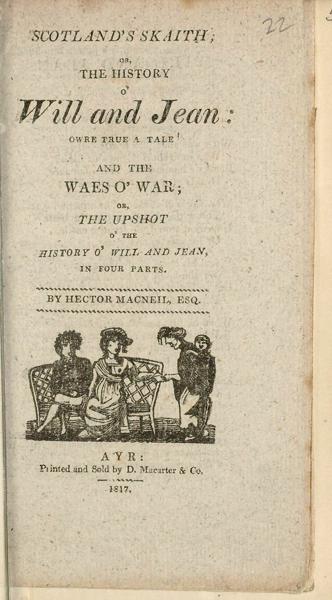 22
SCOTLAND'S SKAITH;
OR,
THE HISTORY
O'
Will and Jean:
OWRE TRUE A TALE!
AND THE
WAES O' WAR;
OR,
THE UPSHOT
O' THE
HISTORY O' WILL AND JEAN,
IN FOUR PARTS.
BY HECTOR MACNEIL, ESQ.
AYR:
Printed and Sold by D. Macarter & Co.
1817.